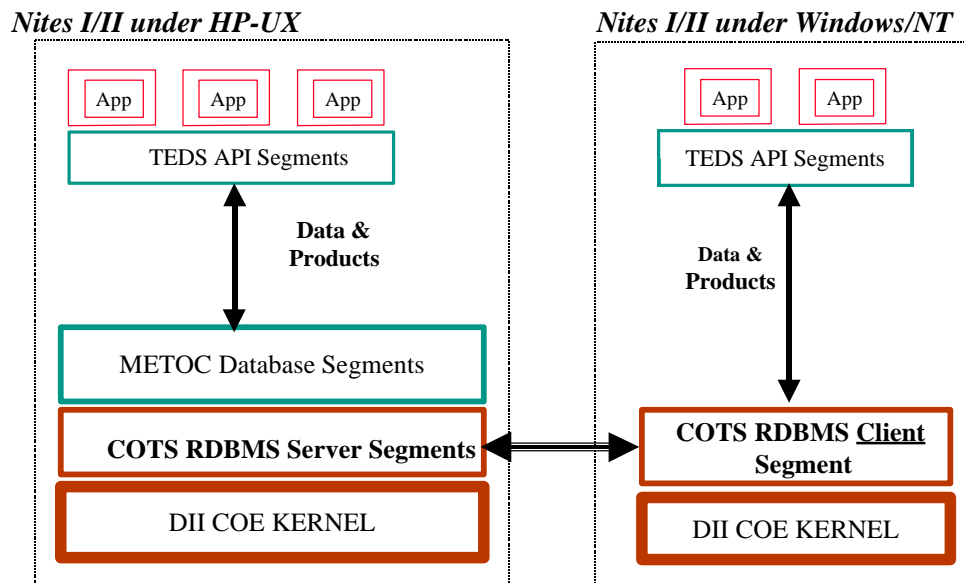 Nites I/II under HP-UX
App
App
App
TEDS API Segments
Data &
Products
METOC Database Segments
COTS RDBMS Server Segments
DII COE KERNEL
Nites I/II under Windows/NT
App
App
TEDS API Segments
Data &
Products
COTS RDBMS Client
Segment
DII COE KERNEL